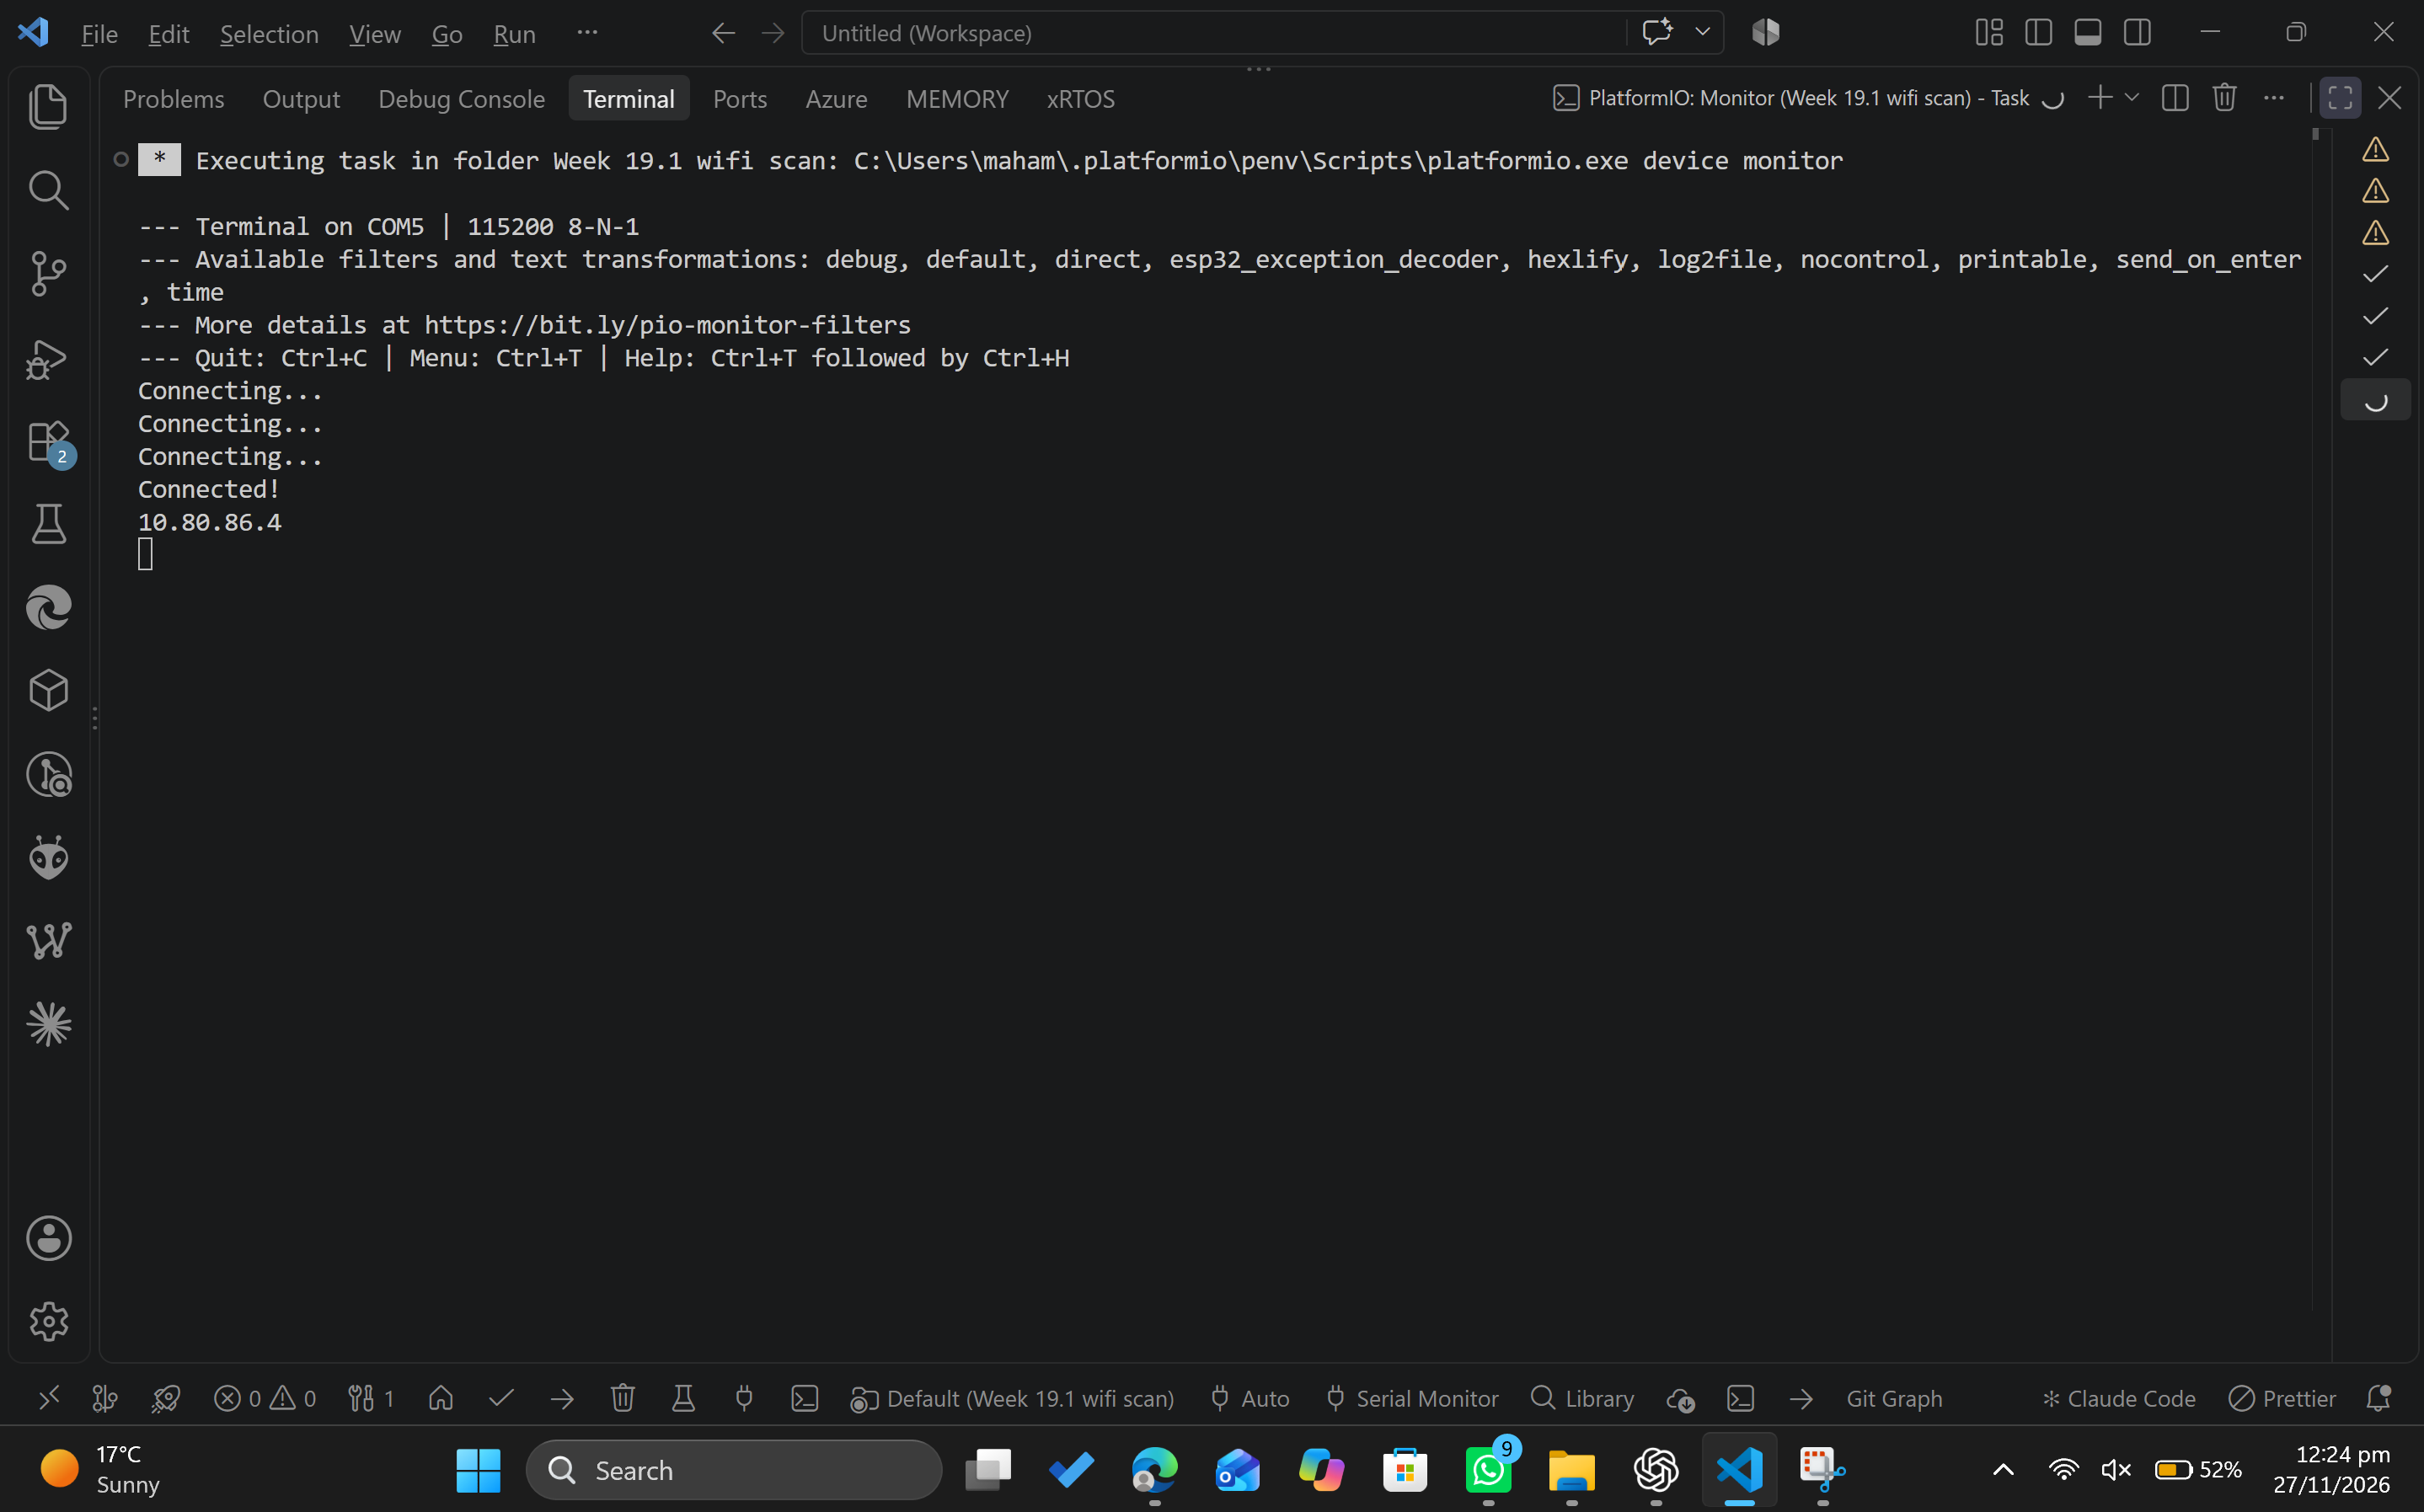 File Edit Selection View Go Run ···
Untitled (Workspace)
Problems Output Debug Console Terminal Ports Azure MEMORY xRTOS
PlatformIO: Monitor (Week 19.1 wifi scan) - Task
* Executing task in folder Week 19.1 wifi scan: C:\Users\maham\.platformio\penv\Scripts\platformio.exe device monitor
--- Terminal on COM5 | 115200 8-N-1
--- Available filters and text transformations: debug, default, direct, esp32_exception_decoder, hexlify, log2file, nocontrol, printable, send_on_enter
, time
--- More details at https://bit.ly/pio-monitor-filters
--- Quit: Ctrl+C | Menu: Ctrl+T | Help: Ctrl+T followed by Ctrl+H
Connecting...
Connecting...
Connecting...
Connected!
10.80.86.4
2
0 0 1 Default (Week 19.1 wifi scan) Auto Serial Monitor Library Git Graph Claude Code Prettier
17°C
Sunny
Search
9
52%
12:24 pm
27/11/2026